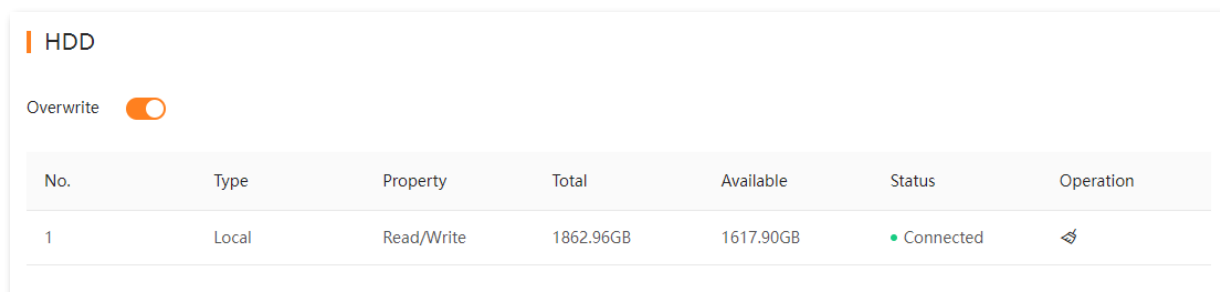 HDD
Overwrite
No. Type Property Total Available Status Operation
1 Local Read/Write 1862.96GB 1617.90GB Connected